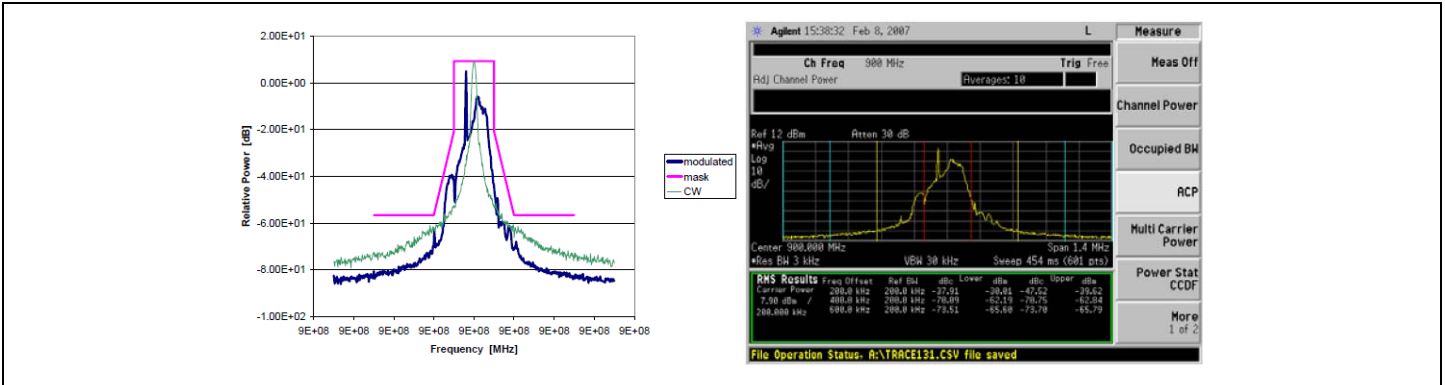 2.00E+01
0.00E+00
-2.00E+01
-4.00E+01
-6.00E+01
-8.00E+01
-1.00E+02
Relative Power [dB]
9E+08 9E+08 9E+08 9E+08 9E+08 9E+08 9E+08 9E+08 9E+08
Frequency [MHz]
modulated
mask
CW
Agilent 15:38:32 Feb 8, 2007 L
Ch Freq 900 MHz Trig Free
Adj Channel Power Averages: 10
Ref 12 dBm Atten 30 dB
*Avg
Log
10
dB/
Center 900.000 MHz Span 1.4 MHz
*Res BW 3 kHz VBW 30 kHz Sweep 454 ms (601 pts)
RMS Results Freq Offset Ref BW dBc Lower dBm dBc Upper dBm
Carrier Power 200.0 kHz 200.0 kHz -37.91 -30.01 -47.52 -39.62
7.90 dBm / 400.0 kHz 200.0 kHz -62.19 -62.84
200.000 kHz 600.0 kHz 200.0 kHz -73.51 -65.60 -73.70 -65.79
File Operation Status, A:\TRACE131.CSV file saved
Measure
Meas Off
Channel Power
Occupied BW
ACP
Multi Carrier
Power
Power Stat
CCDF
More
1 of 2